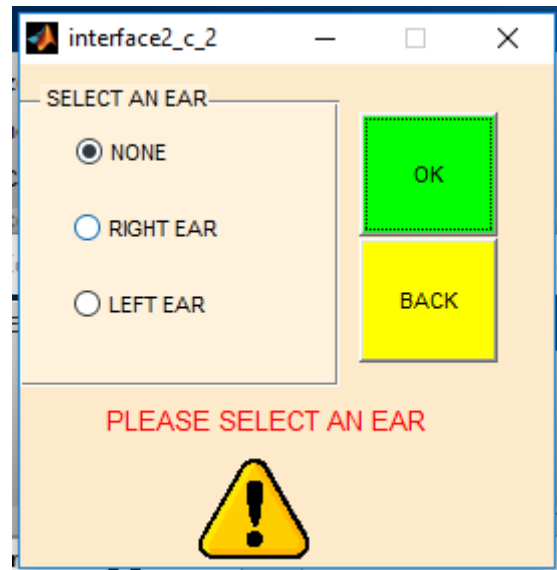 interface2_c_2
SELECT AN EAR
NONE
RIGHT EAR
LEFT EAR
OK
BACK
PLEASE SELECT AN EAR